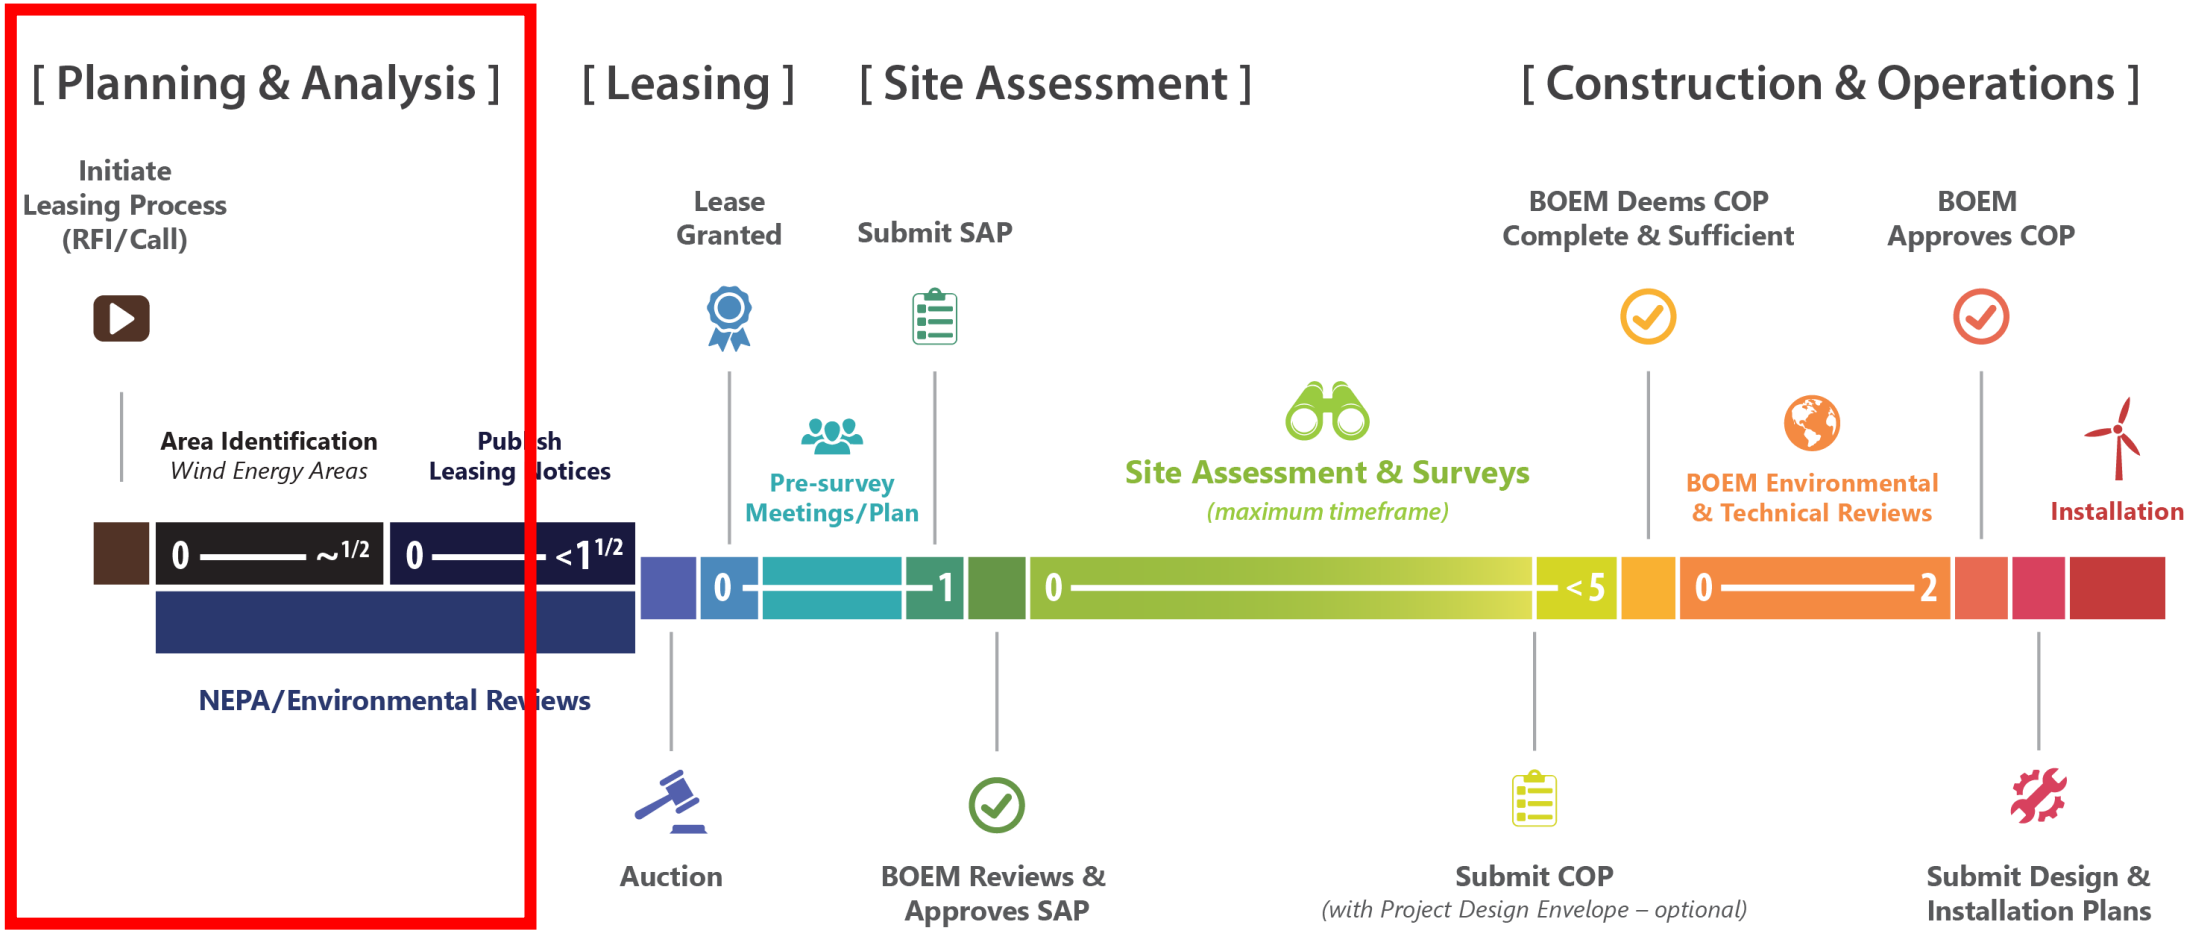 [ Planning & Analysis ]
[ Leasing ]
[ Site Assessment ]
[ Construction & Operations ]
Initiate
Leasing Process
(RFI/Call)
Lease
Granted
Submit SAP
BOEM Deems COP
Complete & Sufficient
BOEM
Approves COP
Area Identification
Wind Energy Areas
Publish
Leasing Notices
Pre-survey
Meetings/Plan
Site Assessment & Surveys
(maximum timeframe)
BOEM Environmental
& Technical Reviews
Installation
0 ~1/2
0 <1 1/2
0 1
0 <5
0 2
NEPA/Environmental Reviews
Auction
BOEM Reviews &
Approves SAP
Submit COP
(with Project Design Envelope – optional)
Submit Design &
Installation Plans